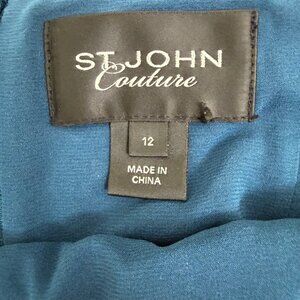 ST. JOHN
Couture
12
MADE IN
CHINA